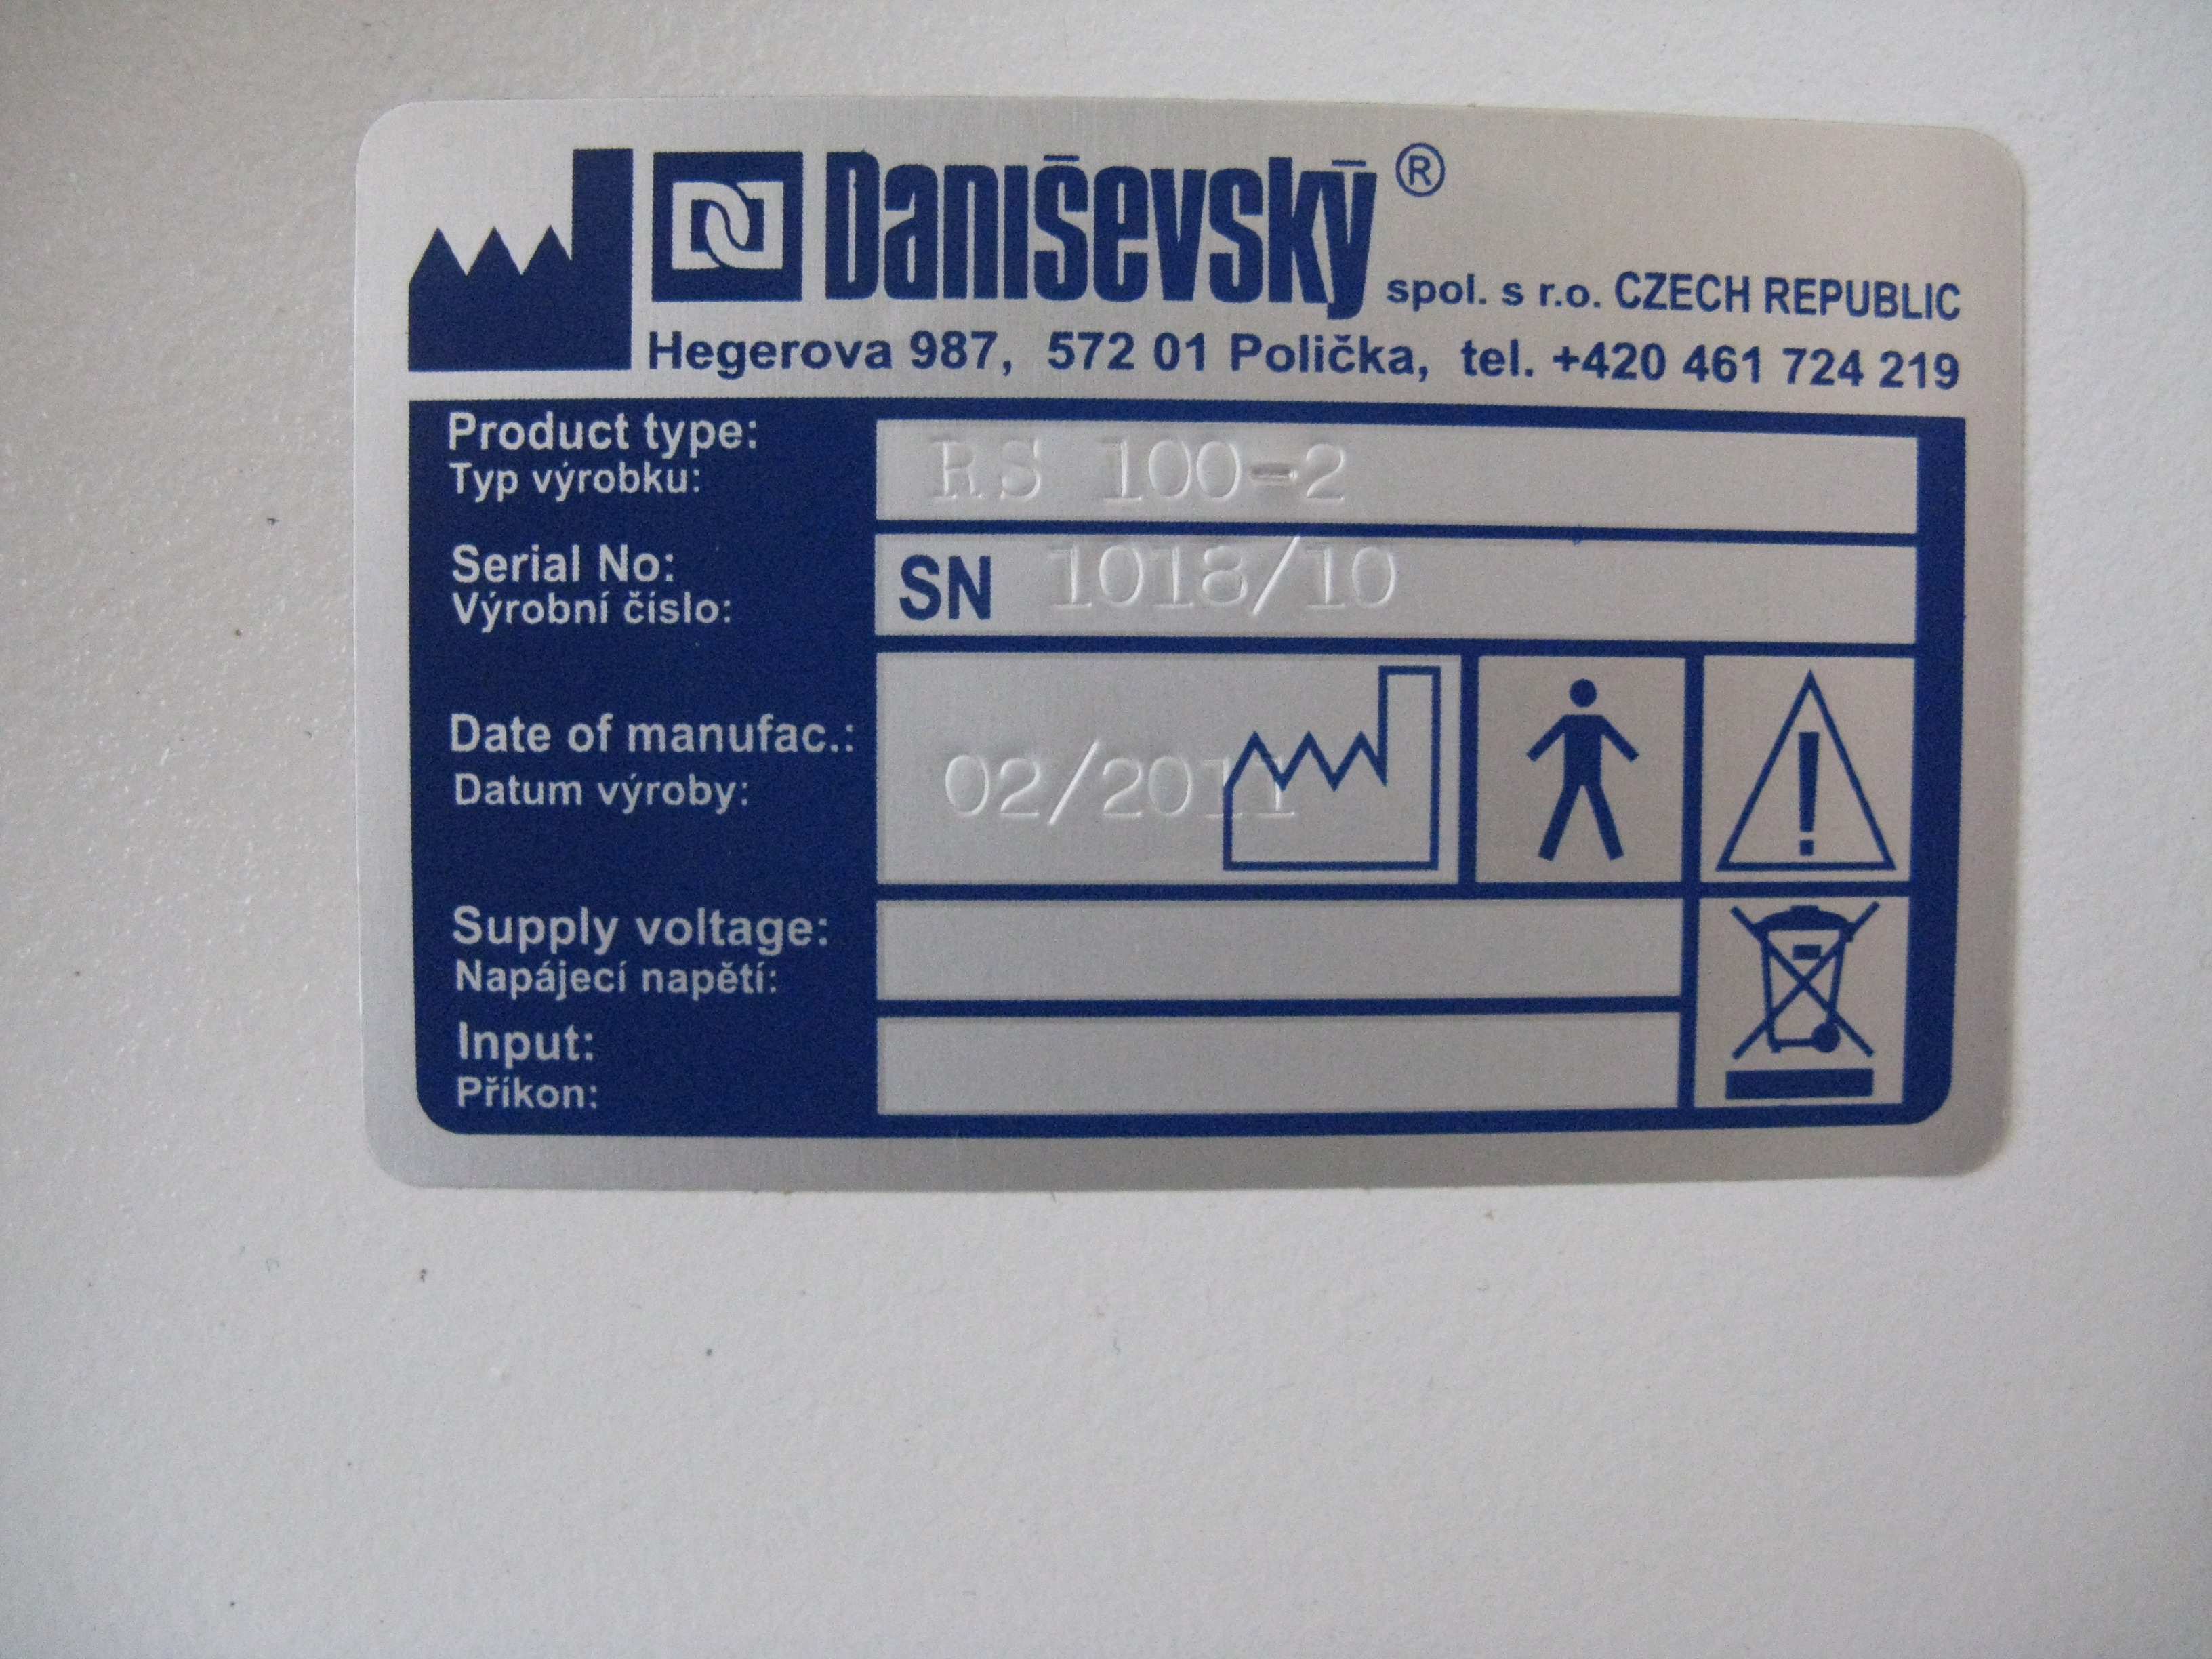 Daniševský ®
spol. s r.o. CZECH REPUBLIC
Hegerova 987, 572 01 Polička, tel. +420 461 724 219
Product type: RS 100-2
Typ výrobku:
Serial No: SN 1018/10
Výrobní číslo:
Date of manufac.: 02/2011
Datum výroby:
Supply voltage:
Napájecí napětí:
Input:
Příkon: